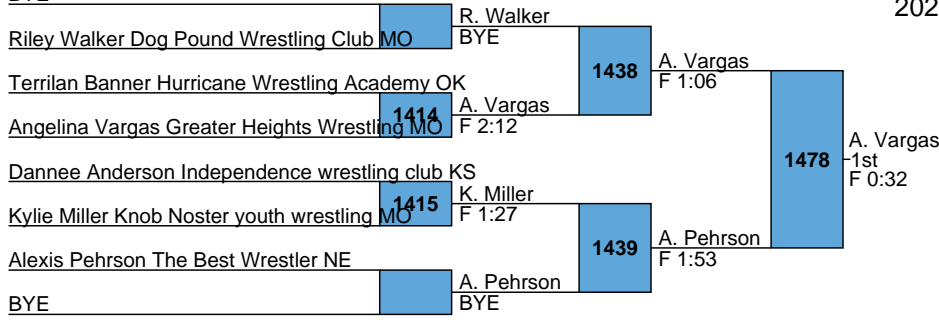 BYE
202
R. Walker
Riley Walker Dog Pound Wrestling Club MO
BYE
1438
A. Vargas
F 1:06
Terrilan Banner Hurricane Wrestling Academy OK
1414
A. Vargas
F 2:12
Angelina Vargas Greater Heights Wrestling MO
1478
A. Vargas
1st
F 0:32
Dannee Anderson Independence wrestling club KS
1415
K. Miller
F 1:27
Kylie Miller Knob Noster youth wrestling MO
1439
A. Pehrson
F 1:53
Alexis Pehrson The Best Wrestler NE
A. Pehrson
BYE
BYE